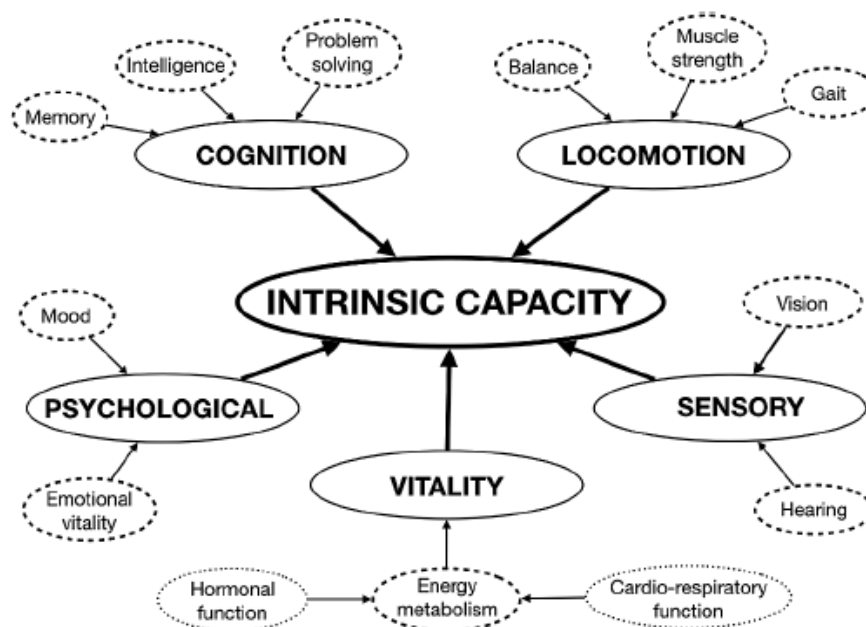 Problem
solving
Intelligence
Memory
COGNITION
Muscle
strength
Balance
Gait
LOCOMOTION
INTRINSIC CAPACITY
Mood
PSYCHOLOGICAL
Emotional
vitality
Vision
SENSORY
Hearing
VITALITY
Hormonal
function
Energy
metabolism
Cardio-respiratory
function